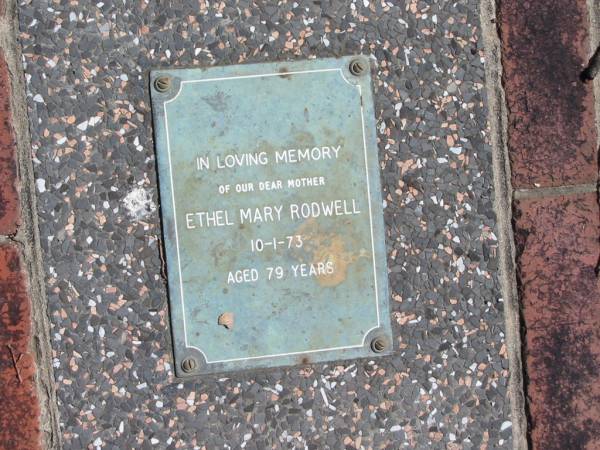 IN LOVING MEMORY
OF OUR DEAR MOTHER
ETHEL MARY RODWELL
10-1-73
AGED 79 YEARS